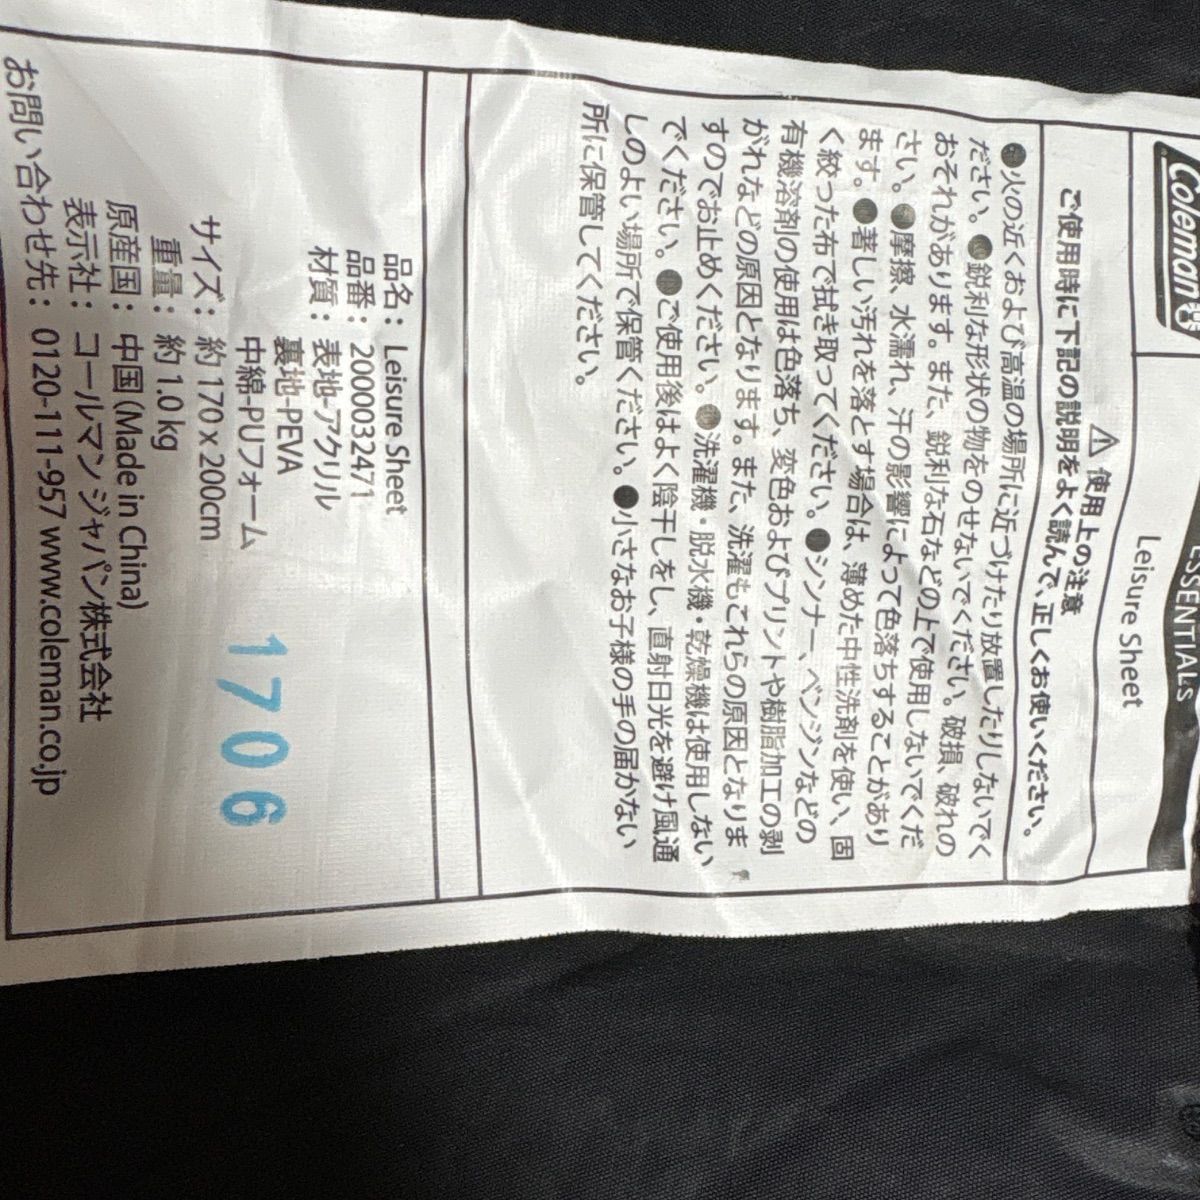 Coleman
ESSENTIALS
Leisure Sheet
⚠ 使用上の注意
ご使用時に下記の説明をよく読んで、正しくお使いください。
●火の近くおよび高温の場所に近づけたり放置したりしないでく
ださい。●鋭利な形状の物をのせないでください。破損、破れの
おそれがあります。また、鋭利な石などの上で使用しないでくだ
さい。●摩擦、水濡れ、汗の影響によって色落ちすることがあり
ます。●著しい汚れを落とす場合は、薄めた中性洗剤を使い、固
く絞った布で拭き取ってください。●シンナー、ベンジンなどの
有機溶剤の使用は色落ち、変色およびプリントや樹脂加工の剥
がれなどの原因となります。また、洗濯もこれらの原因となりま
すのでお止めください。●洗濯機・脱水機・乾燥機は使用しない
でください。●ご使用後はよく陰干しをし、直射日光を避け風通
しのよい場所で保管ください。●小さなお子様の手の届かない
所に保管してください。
品名：Leisure Sheet
品番：2000032471
材質：表地-アクリル
裏地-PEVA
中綿-PUフォーム
サイズ：約 170 x 200cm
重量：約 1.0 kg
原産国：中国 (Made in China)
表示社：コールマン ジャパン株式会社
お問い合わせ先：0120-111-957 www.coleman.co.jp
1706